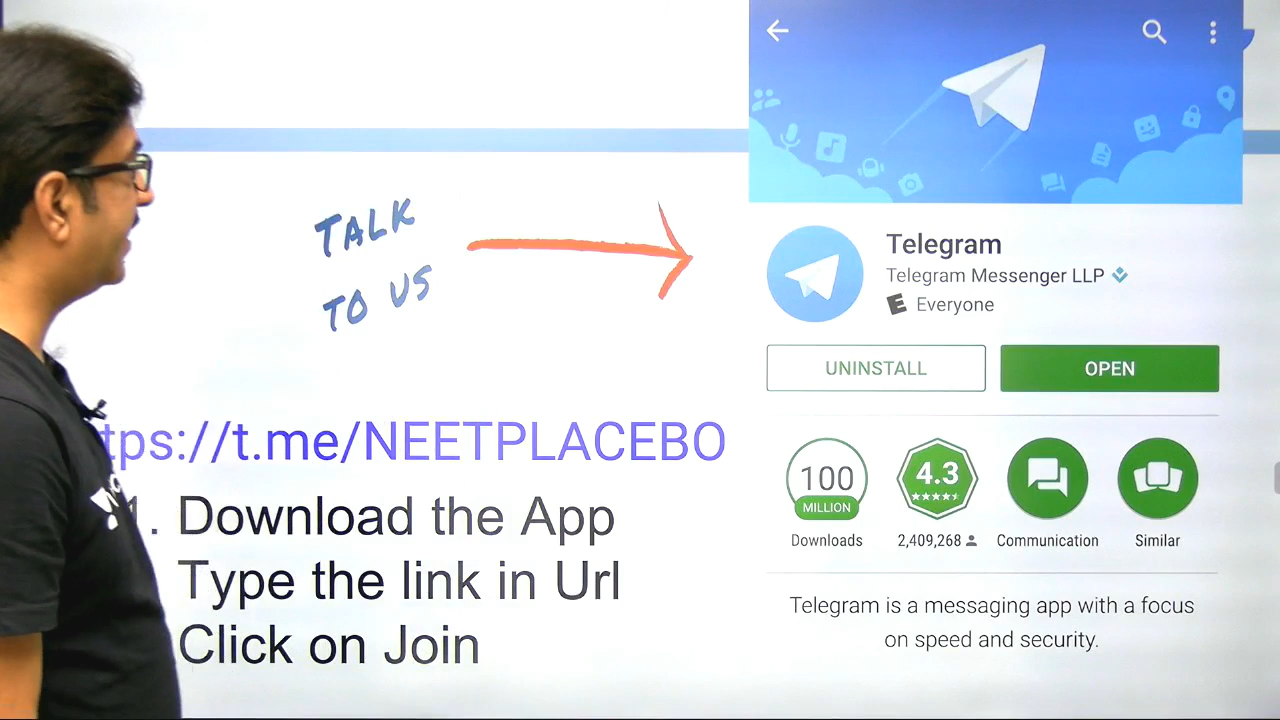 TALK
TO US
tps://t.me/NEETPLACEBO
1. Download the App
Type the link in Url
Click on Join
Telegram
Telegram Messenger LLP
E Everyone
UNINSTALL
OPEN
100
MILLION
Downloads
4.3
2,409,268
Communication
Similar
Telegram is a messaging app with a focus
on speed and security.